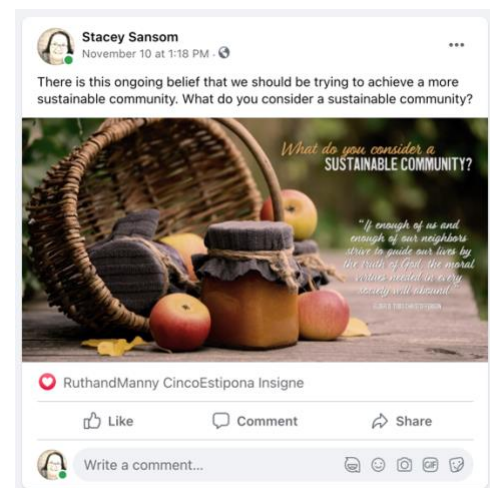 Stacey Sansom
November 10 at 1:18 PM ·
There is this ongoing belief that we should be trying to achieve a more
sustainable community. What do you consider a sustainable community?
What do you consider a
SUSTAINABLE COMMUNITY?
"If enough of us and
enough of our neighbors
strive to guide our lives by
the truth of God, the moral
virtues needed in every
society will abound."
RuthandManny CincoEstipona Insigne
Like
Comment
Share
Write a comment...
GIF